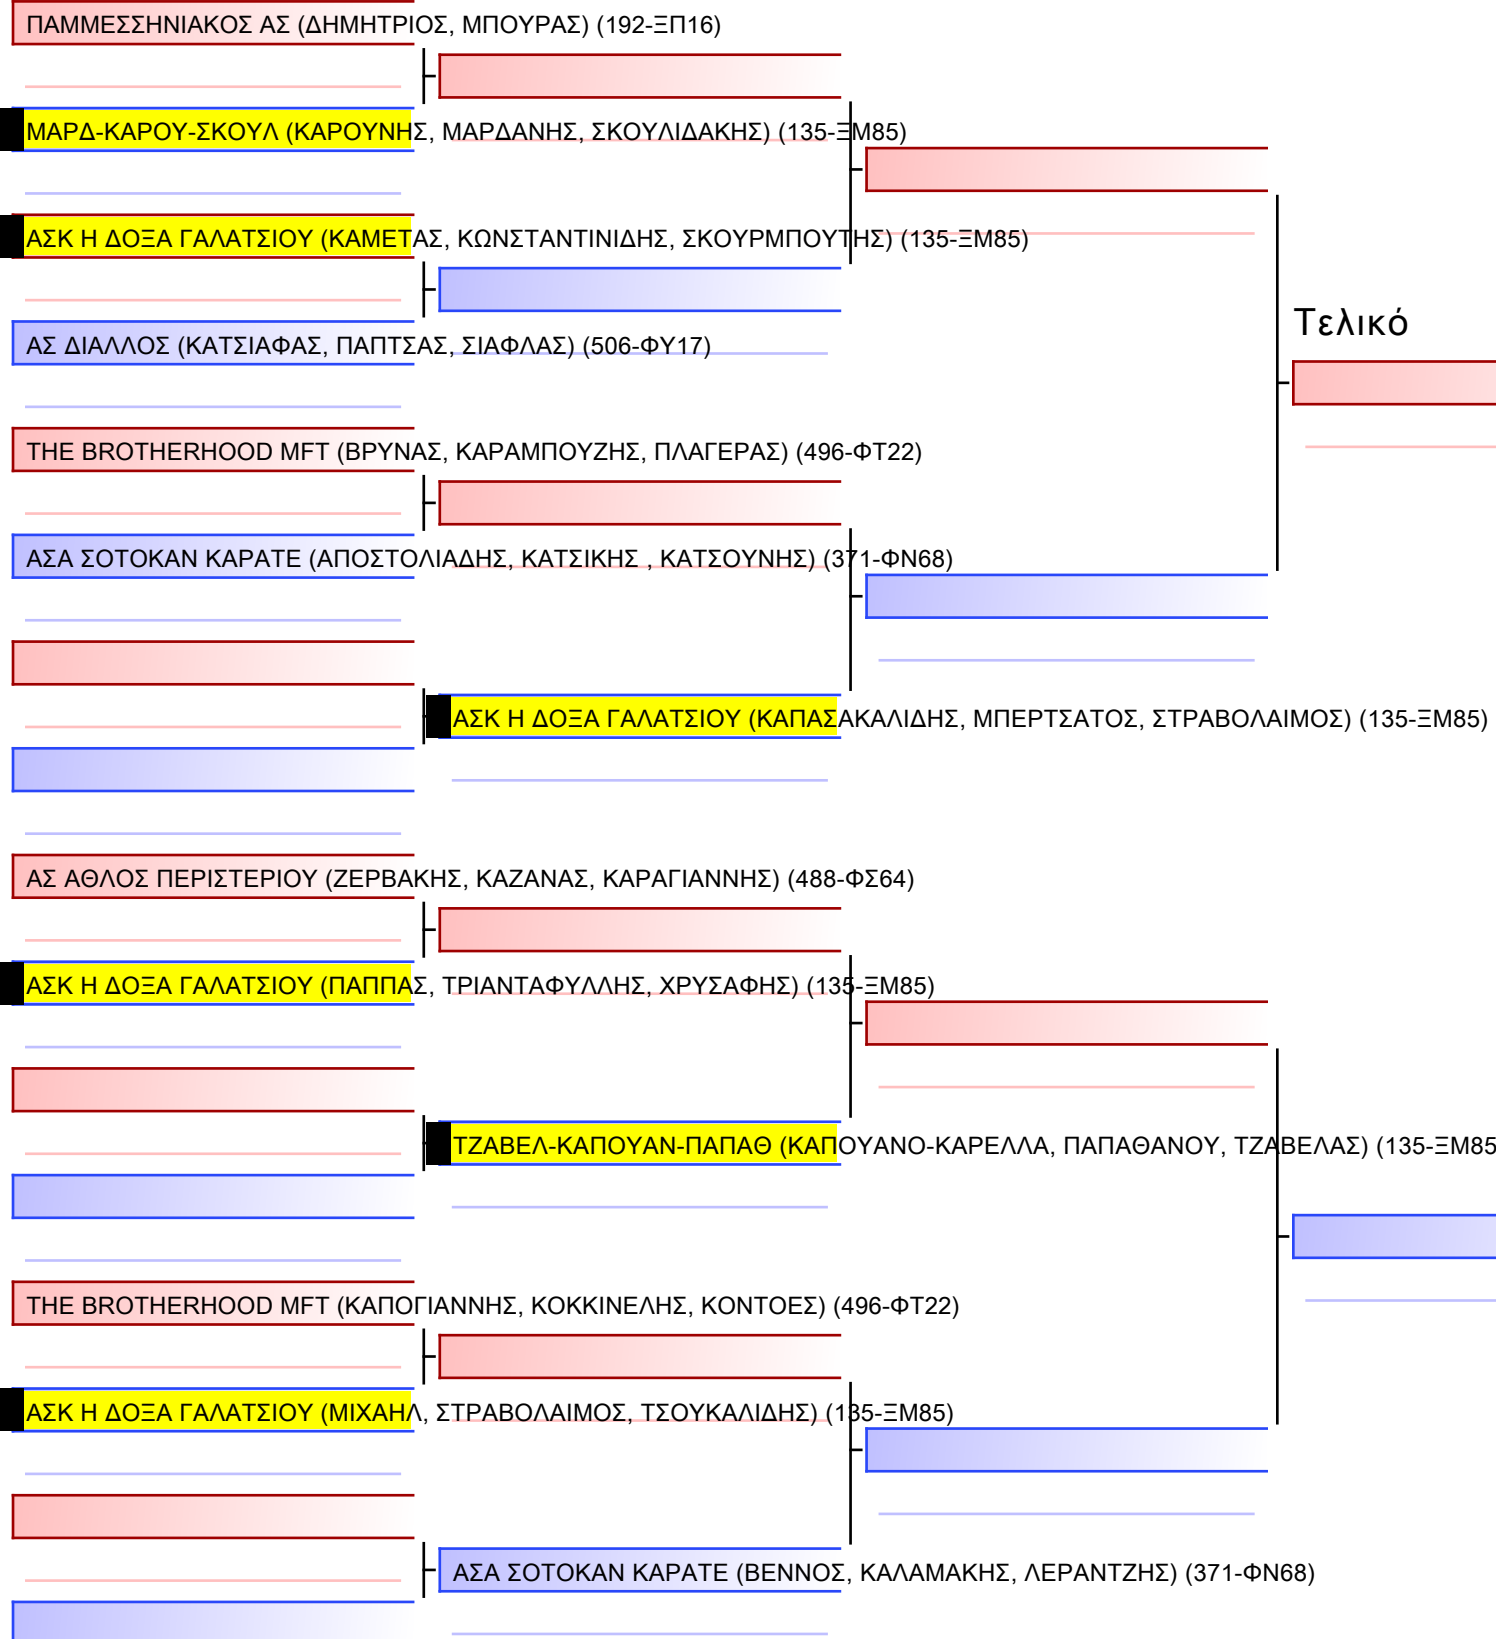 ΠΑΜΜΕΣΣΗΝΙΑΚΟΣ ΑΣ (ΔΗΜΗΤΡΙΟΣ, ΜΠΟΥΡΑΣ) (192-ΞΠ16)
ΜΑΡΔ-ΚΑΡΟΥ-ΣΚΟΥΛ (ΚΑΡΟΥΝΗΣ, ΜΑΡΔΑΝΗΣ, ΣΚΟΥΛΙΔΑΚΗΣ) (135-ΞΜ85)
ΑΣΚ Η ΔΟΞΑ ΓΑΛΑΤΣΙΟΥ (ΚΑΜΕΤΑΣ, ΚΩΝΣΤΑΝΤΙΝΙΔΗΣ, ΣΚΟΥΡΜΠΟΥΤΗΣ) (135-ΞΜ85)
Τελικό
ΑΣ ΔΙΑΛΛΟΣ (ΚΑΤΣΙΑΦΑΣ, ΠΑΠΤΣΑΣ, ΣΙΑΦΛΑΣ) (506-ΦΥ17)
THE BROTHERHOOD MFT (ΒΡΥΝΑΣ, ΚΑΡΑΜΠΟΥΖΗΣ, ΠΛΑΓΕΡΑΣ) (496-ΦΤ22)
ΑΣΑ ΣΟΤΟΚΑΝ ΚΑΡΑΤΕ (ΑΠΟΣΤΟΛΙΑΔΗΣ, ΚΑΤΣΙΚΗΣ , ΚΑΤΣΟΥΝΗΣ) (371-ΦΝ68)
ΑΣΚ Η ΔΟΞΑ ΓΑΛΑΤΣΙΟΥ (ΚΑΠΑΣΑΚΑΛΙΔΗΣ, ΜΠΕΡΤΣΑΤΟΣ, ΣΤΡΑΒΟΛΑΙΜΟΣ) (135-ΞΜ85)
ΑΣ ΑΘΛΟΣ ΠΕΡΙΣΤΕΡΙΟΥ (ΖΕΡΒΑΚΗΣ, ΚΑΖΑΝΑΣ, ΚΑΡΑΓΙΑΝΝΗΣ) (488-ΦΣ64)
ΑΣΚ Η ΔΟΞΑ ΓΑΛΑΤΣΙΟΥ (ΠΑΠΠΑΣ, ΤΡΙΑΝΤΑΦΥΛΛΗΣ, ΧΡΥΣΑΦΗΣ) (135-ΞΜ85)
ΤΖΑΒΕΛ-ΚΑΠΟΥΑΝ-ΠΑΠΑΘ (ΚΑΠΟΥΑΝΟ-ΚΑΡΕΛΛΑ, ΠΑΠΑΘΑΝΟΥ, ΤΖΑΒΕΛΑΣ) (135-ΞΜ85
THE BROTHERHOOD MFT (ΚΑΠΟΓΙΑΝΝΗΣ, ΚΟΚΚΙΝΕΛΗΣ, ΚΟΝΤΟΕΣ) (496-ΦΤ22)
ΑΣΚ Η ΔΟΞΑ ΓΑΛΑΤΣΙΟΥ (ΜΙΧΑΗΛ, ΣΤΡΑΒΟΛΑΙΜΟΣ, ΤΣΟΥΚΑΛΙΔΗΣ) (135-ΞΜ85)
ΑΣΑ ΣΟΤΟΚΑΝ ΚΑΡΑΤΕ (ΒΕΝΝΟΣ, ΚΑΛΑΜΑΚΗΣ, ΛΕΡΑΝΤΖΗΣ) (371-ΦΝ68)